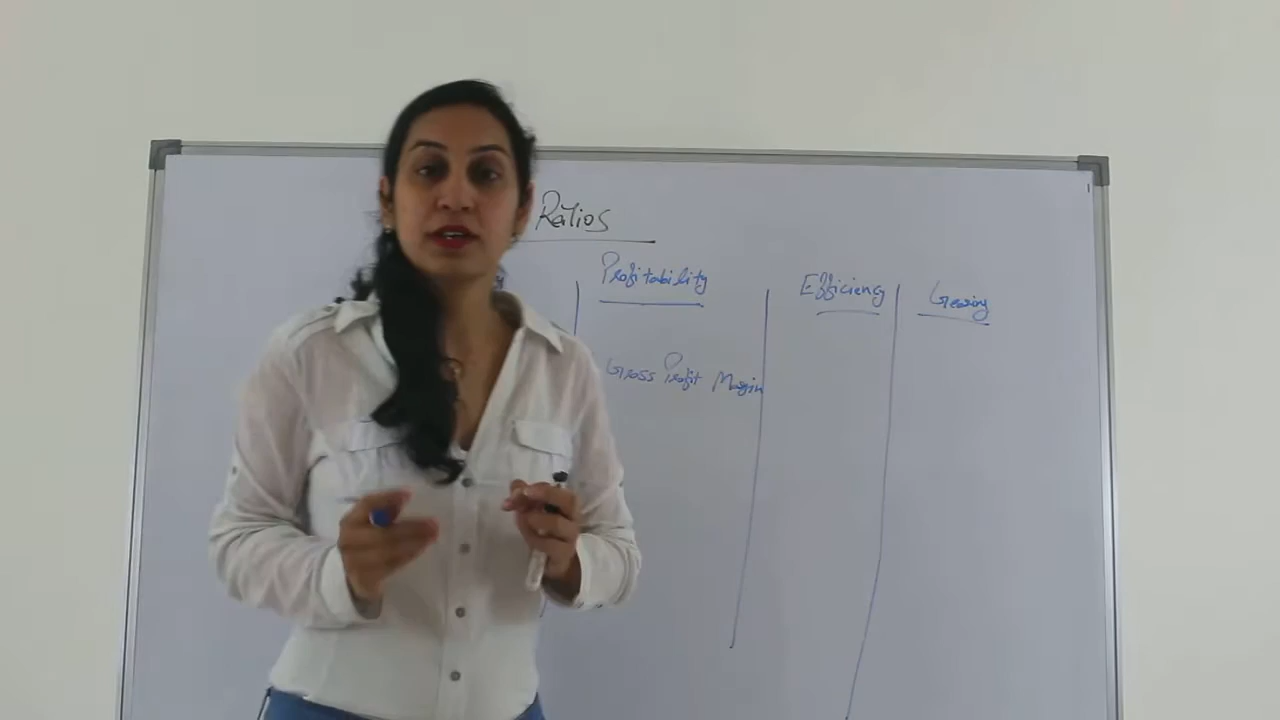 Ratios
Profitability
Efficiency
Gearing
Gross Profit Margin